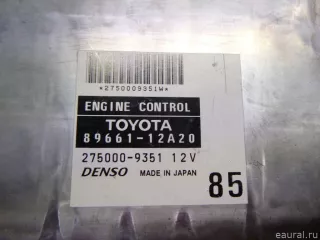 *2750009351W*
ENGINE CONTROL
TOYOTA
89661-12A20
275000-9351 12V
DENSO MADE IN JAPAN 85
eaural.ru